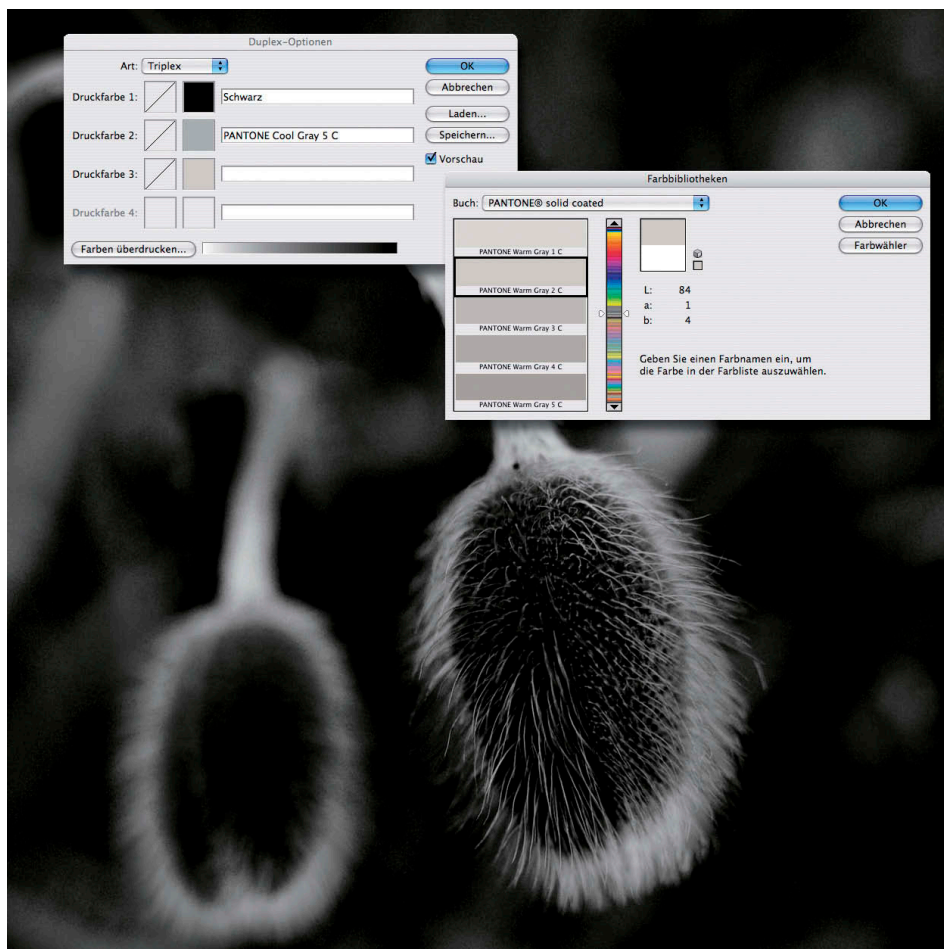 Duplex-Optionen
Art: Triplex
OK
Abbrechen
Laden...
Speichern...
Vorschau
Druckfarbe 1: Schwarz
Druckfarbe 2: PANTONE Cool Gray 5 C
Druckfarbe 3:
Druckfarbe 4:
Farben überdrucken...
Farbbibliotheken
Buch: PANTONE® solid coated
OK
Abbrechen
Farbwähler
PANTONE Warm Gray 1 C
PANTONE Warm Gray 2 C
PANTONE Warm Gray 3 C
PANTONE Warm Gray 4 C
PANTONE Warm Gray 5 C
L: 84
a: 1
b: 4
Geben Sie einen Farbnamen ein, um
die Farbe in der Farbliste auszuwählen.